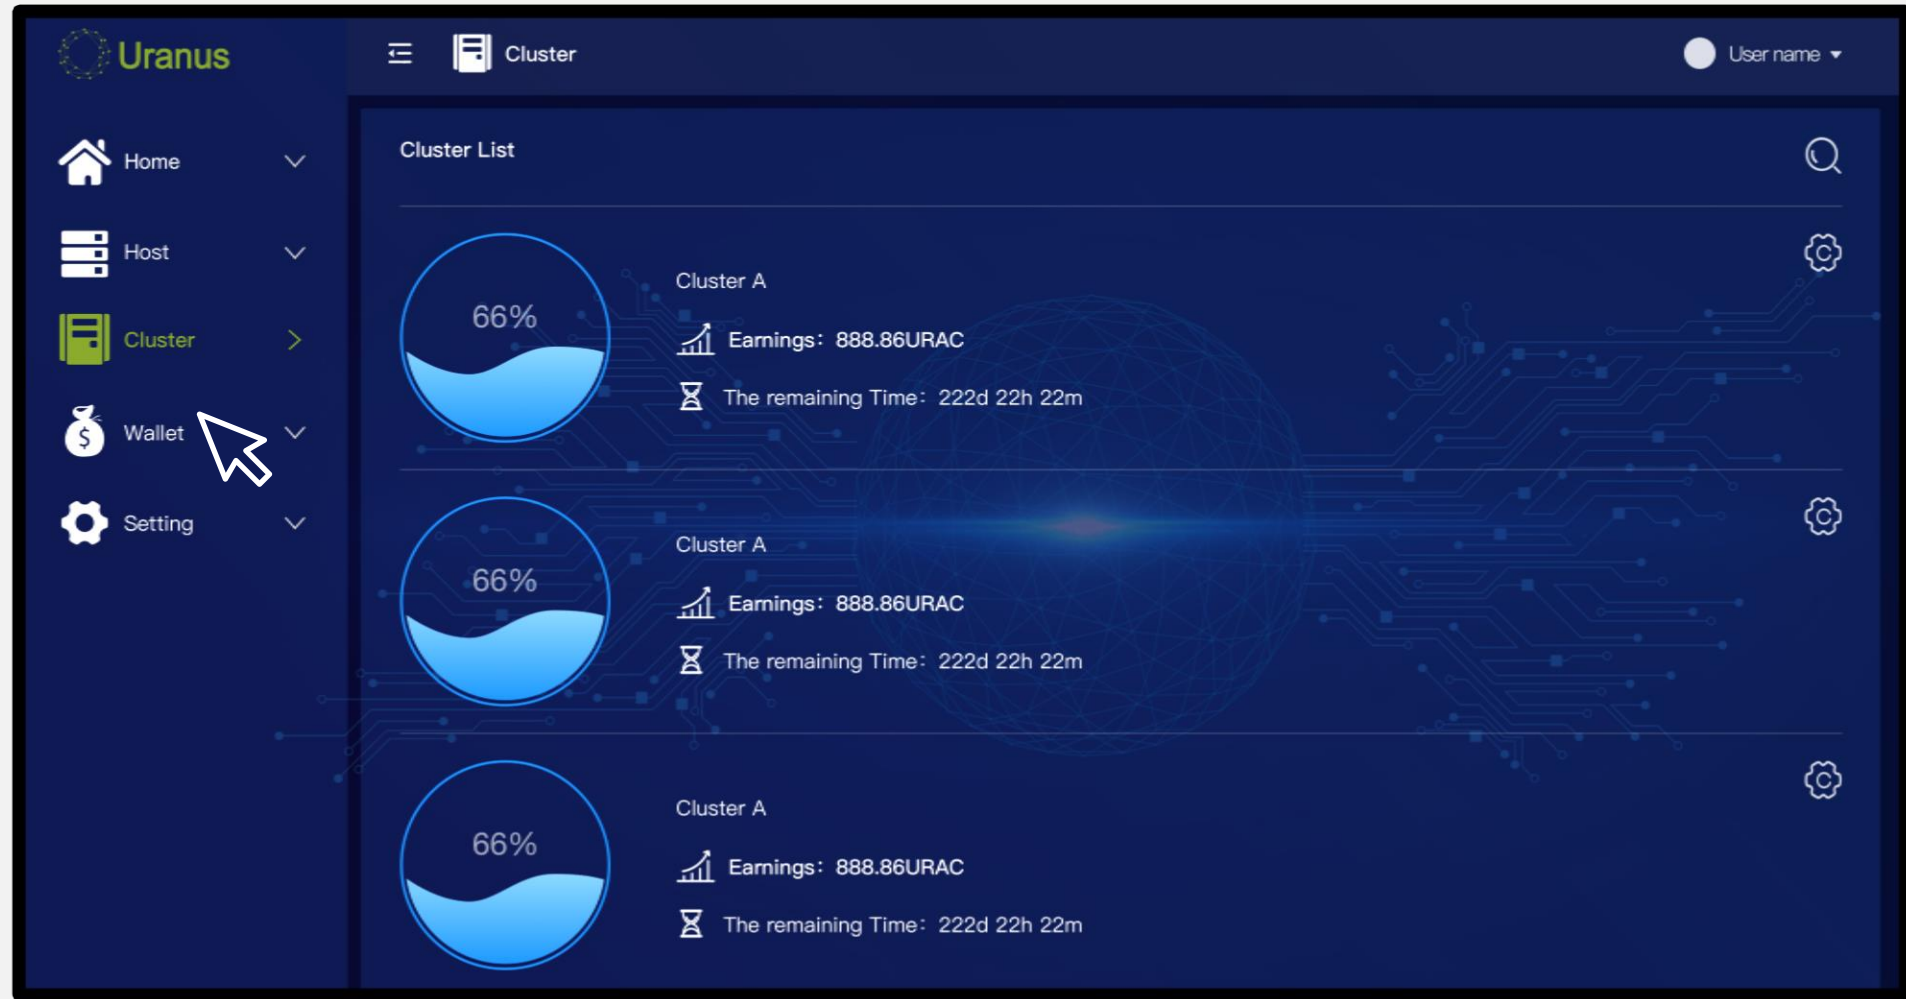 Uranus
Cluster
User name
Home
Host
Cluster
Wallet
Setting
Cluster List
66%
Cluster A
Earnings: 888.86URAC
The remaining Time: 222d 22h 22m
66%
Cluster A
Earnings: 888.86URAC
The remaining Time: 222d 22h 22m
66%
Cluster A
Earnings: 888.86URAC
The remaining Time: 222d 22h 22m